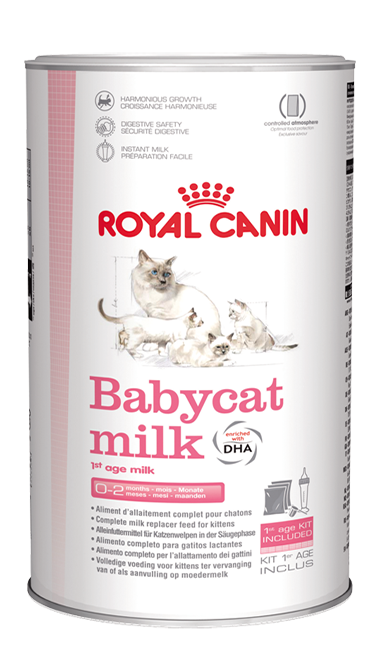 HARMONIOUS GROWTH
CROISSANCE HARMONIEUSE
DIGESTIVE SAFETY
SÉCURITÉ DIGESTIVE
INSTANT MILK
PRÉPARATION FACILE
controlled atmosphere
Optimal food protection
ROYAL CANIN
Babycat
milk
enriched
with
DHA
1st age milk
0-2 months - mois - Monate
meses - mesi - maanden
• Aliment d'allaitement complet pour chatons
• Complete milk replacer feed for kittens
• Alleinfuttermittel für Katzenwelpen in der Säugephase
• Alimento completo para gatitos lactantes
• Alimento completo per l'allattamento dei gattini
• Volledige voeding voor kittens ter vervanging
van of als aanvulling op moedermelk
1st age KIT
INCLUDED
KIT 1er AGE
INCLUS